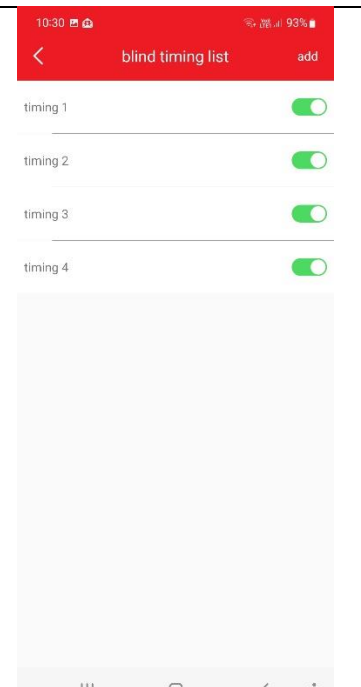 10:30 93%
blind timing list add
timing 1
timing 2
timing 3
timing 4